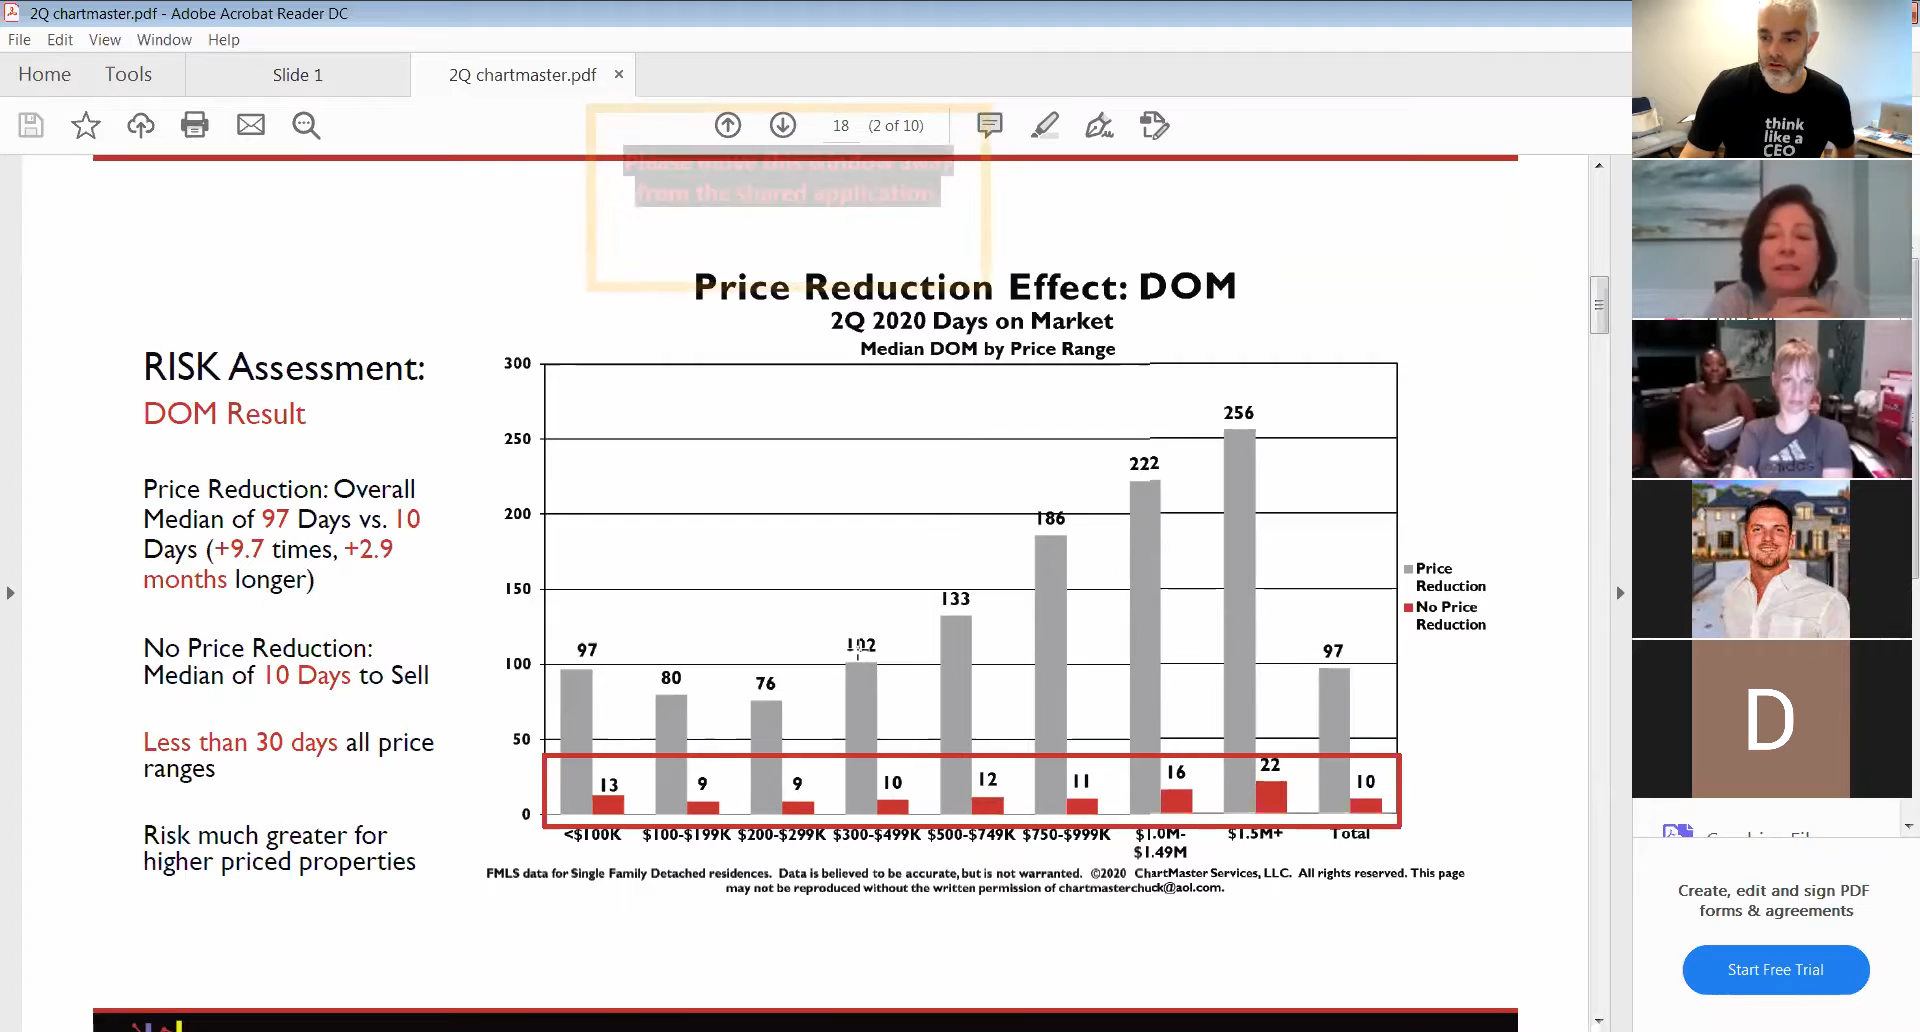 2Q chartmaster.pdf - Adobe Acrobat Reader DC
File Edit View Window Help
Home Tools Slide 1 2Q chartmaster.pdf ×
18 (2 of 10)
from the shared application
think
like a
CEO
Price Reduction Effect: DOM
2Q 2020 Days on Market
Median DOM by Price Range
RISK Assessment:
DOM Result
Price Reduction: Overall
Median of 97 Days vs. 10
Days (+9.7 times, +2.9
months longer)
No Price Reduction:
Median of 10 Days to Sell
Less than 30 days all price
ranges
Risk much greater for
higher priced properties
300
250
200
150
100
50
0
97 80 76 102 133 186 222 256 97
13 9 9 10 12 11 16 22 10
<$100K $100-$199K $200-$299K $300-$499K $500-$749K $750-$999K $1.0M- $1.5M+ Total
$1.49M
Price
Reduction
No Price
Reduction
FMLS data for Single Family Detached residences. Data is believed to be accurate, but is not warranted. ©2020 ChartMaster Services, LLC. All rights reserved. This page
may not be reproduced without the written permission of chartmasterchuck@aol.com.
adidas
D
Create, edit and sign PDF
forms & agreements
Start Free Trial